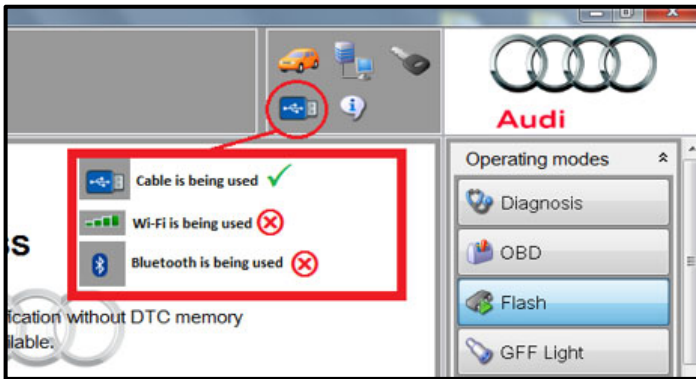 Audi
Cable is being used
Wi-Fi is being used
Bluetooth is being used
ss
fication without DTC memory
ilable.
Operating modes
Diagnosis
OBD
Flash
GFF Light